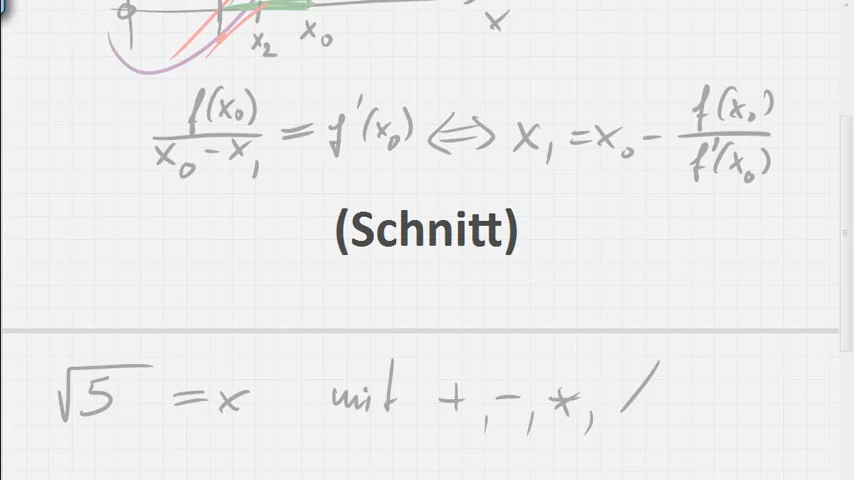 x₂ x₀ x
f(x₀) / (x₀ − x₁) = f'(x₀) ⟺ x₁ = x₀ − f(x₀) / f'(x₀)
(Schnitt)
√5 = x mit +, −, *, /